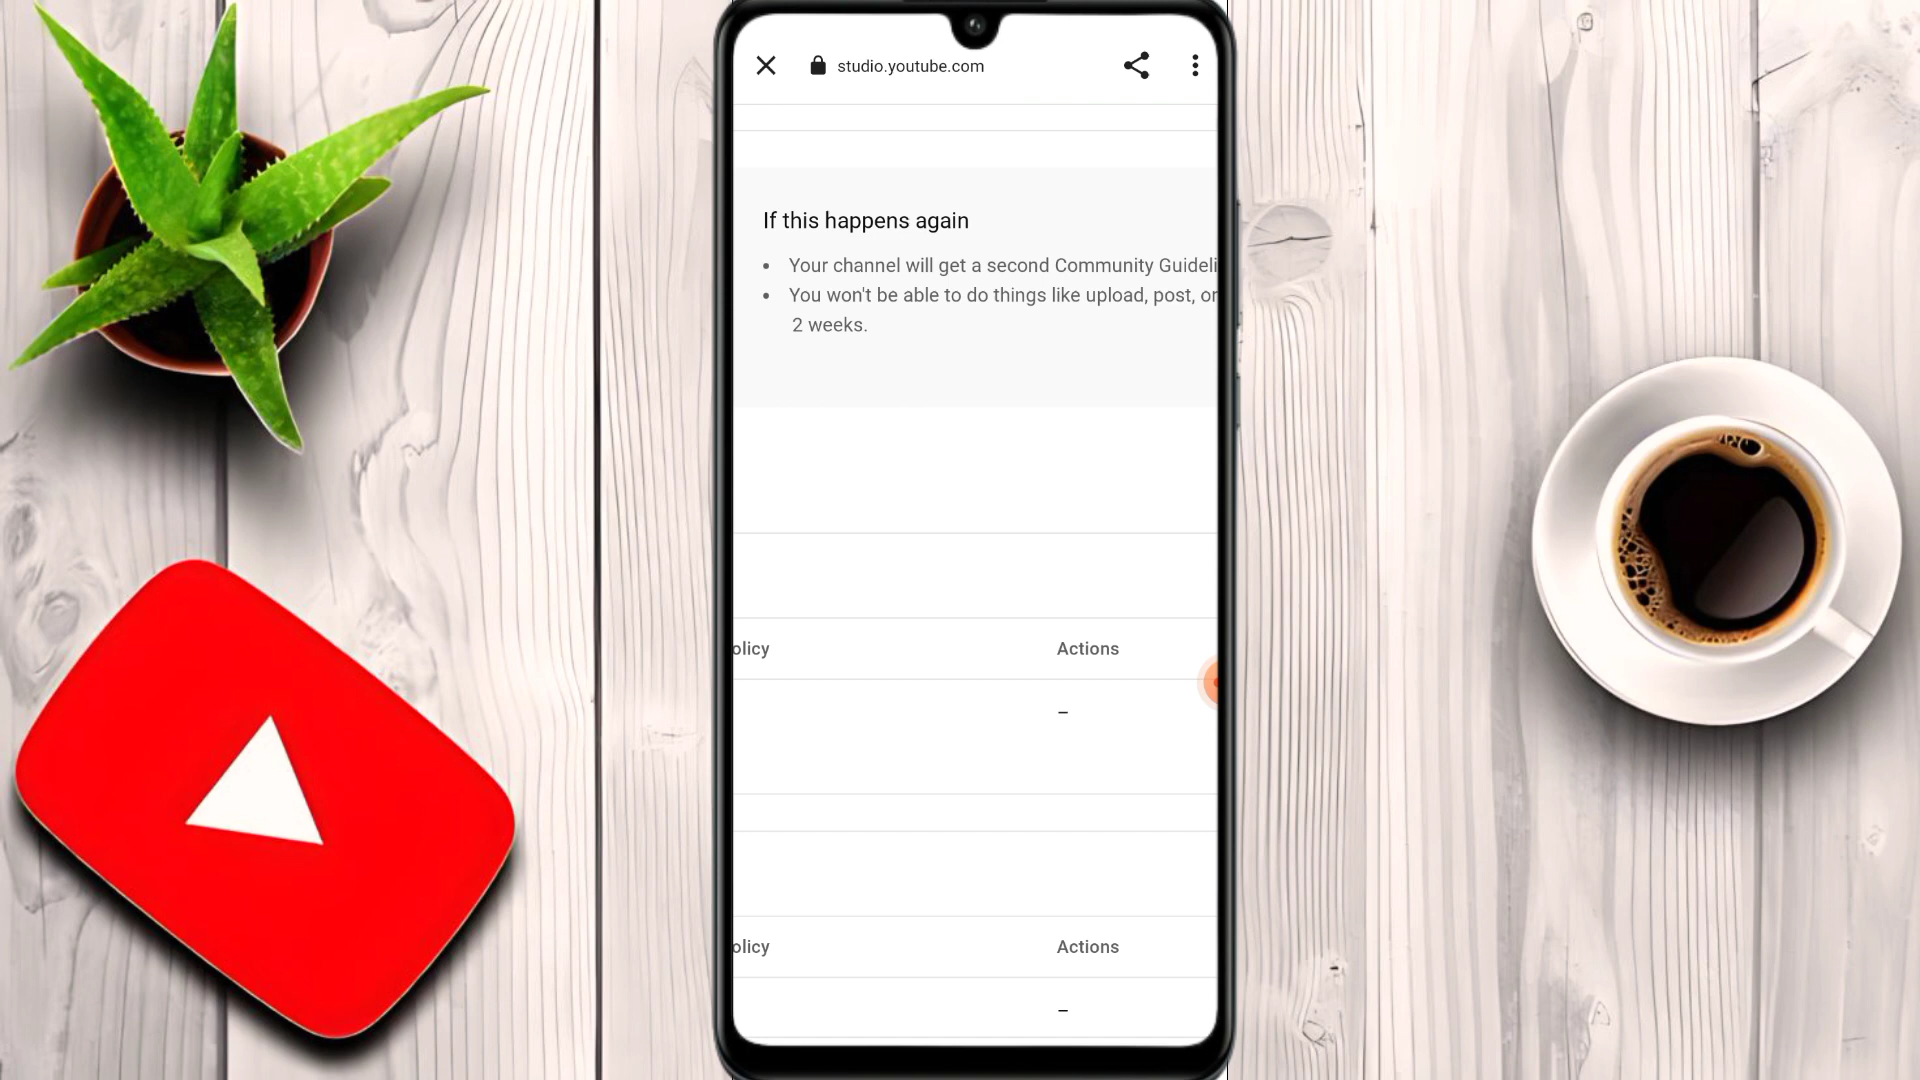 studio.youtube.com
If this happens again
• Your channel will get a second Community Guideli
• You won't be able to do things like upload, post, or
2 weeks.
olicy Actions
–
olicy Actions
–